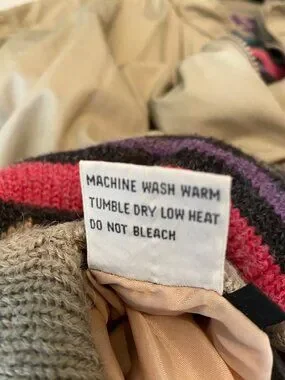 MACHINE WASH WARM
TUMBLE DRY LOW HEAT
DO NOT BLEACH